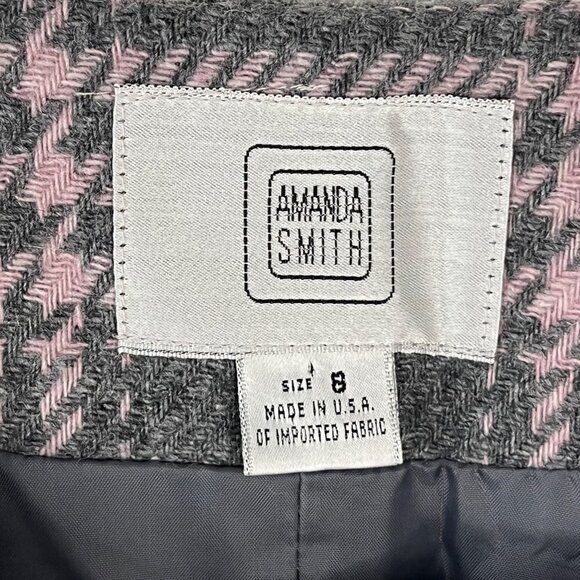 AMANDA
SMITH
SIZE 8
MADE IN U.S.A.
OF IMPORTED FABRIC